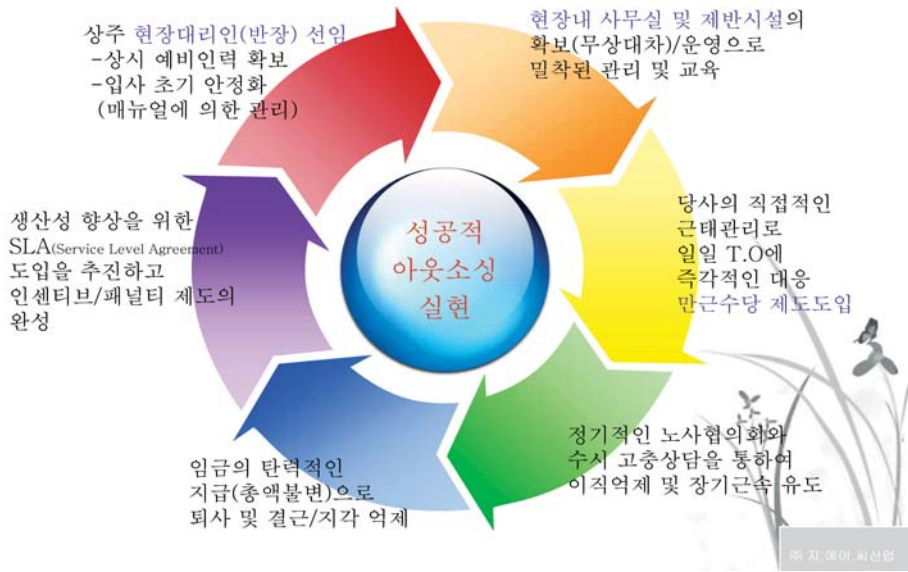 상주 현장대리인(반장) 선임
-상시 예비인력 확보
-입사 초기 안정화
(매뉴얼에 의한 관리)
현장내 사무실 및 제반시설의
확보(무상대차)/운영으로
밀착된 관리 및 교육
당사의 직접적인
근태관리로
일일 T.O에
즉각적인 대응
만근수당 제도도입
정기적인 노사협의회와
수시 고충상담을 통하여
이직억제 및 장기근속 유도
임금의 탄력적인
지급(총액불변)으로
퇴사 및 결근/지각 억제
생산성 향상을 위한
SLA(Service Level Agreement)
도입을 추진하고
인센티브/패널티 제도의
완성
성공적
아웃소싱
실현
㈜ 지.에이.씨산업